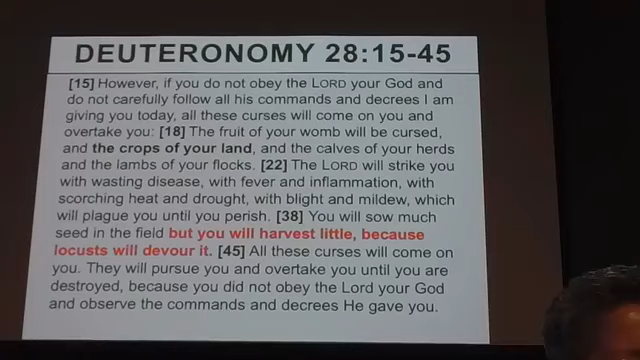 DEUTERONOMY 28:15-45
[15] However, if you do not obey the LORD your God and
do not carefully follow all his commands and decrees I am
giving you today, all these curses will come on you and
overtake you: [18] The fruit of your womb will be cursed,
and the crops of your land, and the calves of your herds
and the lambs of your flocks. [22] The LORD will strike you
with wasting disease, with fever and inflammation, with
scorching heat and drought, with blight and mildew, which
will plague you until you perish. [38] You will sow much
seed in the field but you will harvest little, because
locusts will devour it. [45] All these curses will come on
you. They will pursue you and overtake you until you are
destroyed, because you did not obey the Lord your God
and observe the commands and decrees He gave you.